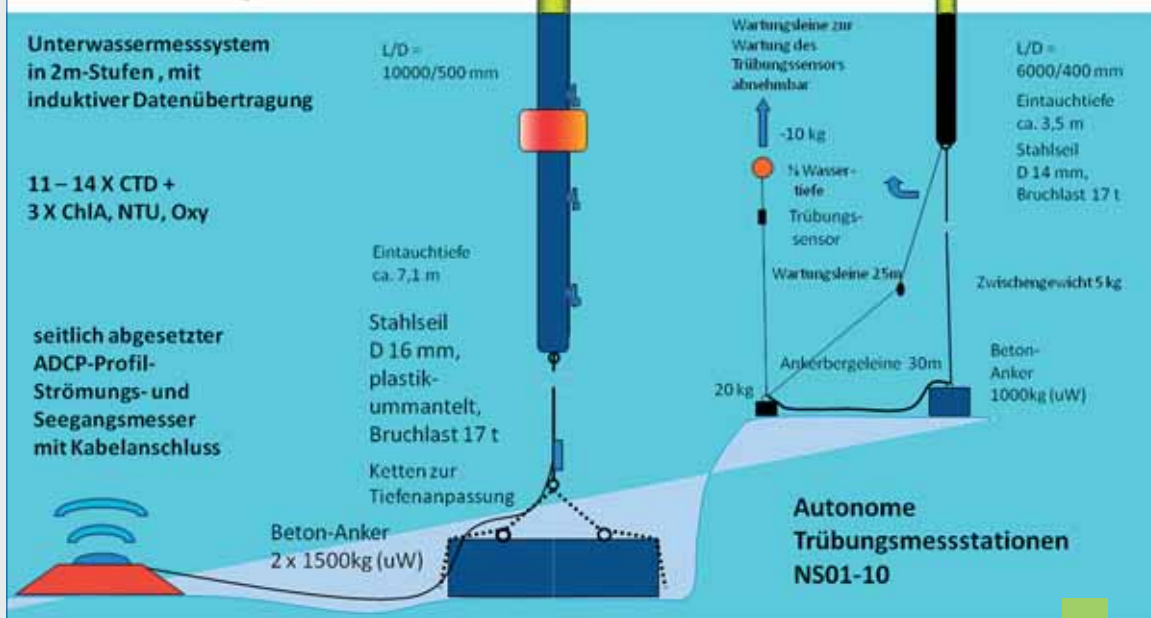 Unterwassermesssystem
in 2m-Stufen , mit
induktiver Datenübertragung
11 – 14 X CTD +
3 X ChlA, NTU, Oxy
seitlich abgesetzter
ADCP-Profil-
Strömungs- und
Seegangsmesser
mit Kabelanschluss
L/D =
10000/500 mm
Eintauchtiefe
ca. 7,1 m
Stahlseil
D 16 mm,
plastik-
ummantelt,
Bruchlast 17 t
Ketten zur
Tiefenanpassung
Beton-Anker
2 x 1500kg (uW)
Wartungsleine zur
Wartung des
Trübungssensors
abnehmbar
-10 kg
Wasser-
tiefe
Trübungs-
sensor
Wartungsleine 25m
Ankerbergeleine 30m
20 kg
L/D =
6000/400 mm
Eintauchtiefe
ca. 3,5 m
Stahlseil
D 14 mm,
Bruchlast 17 t
Zwischengewicht 5 kg
Beton-
Anker
1000kg (uW)
Autonome
Trübungsmessstationen
NS01-10